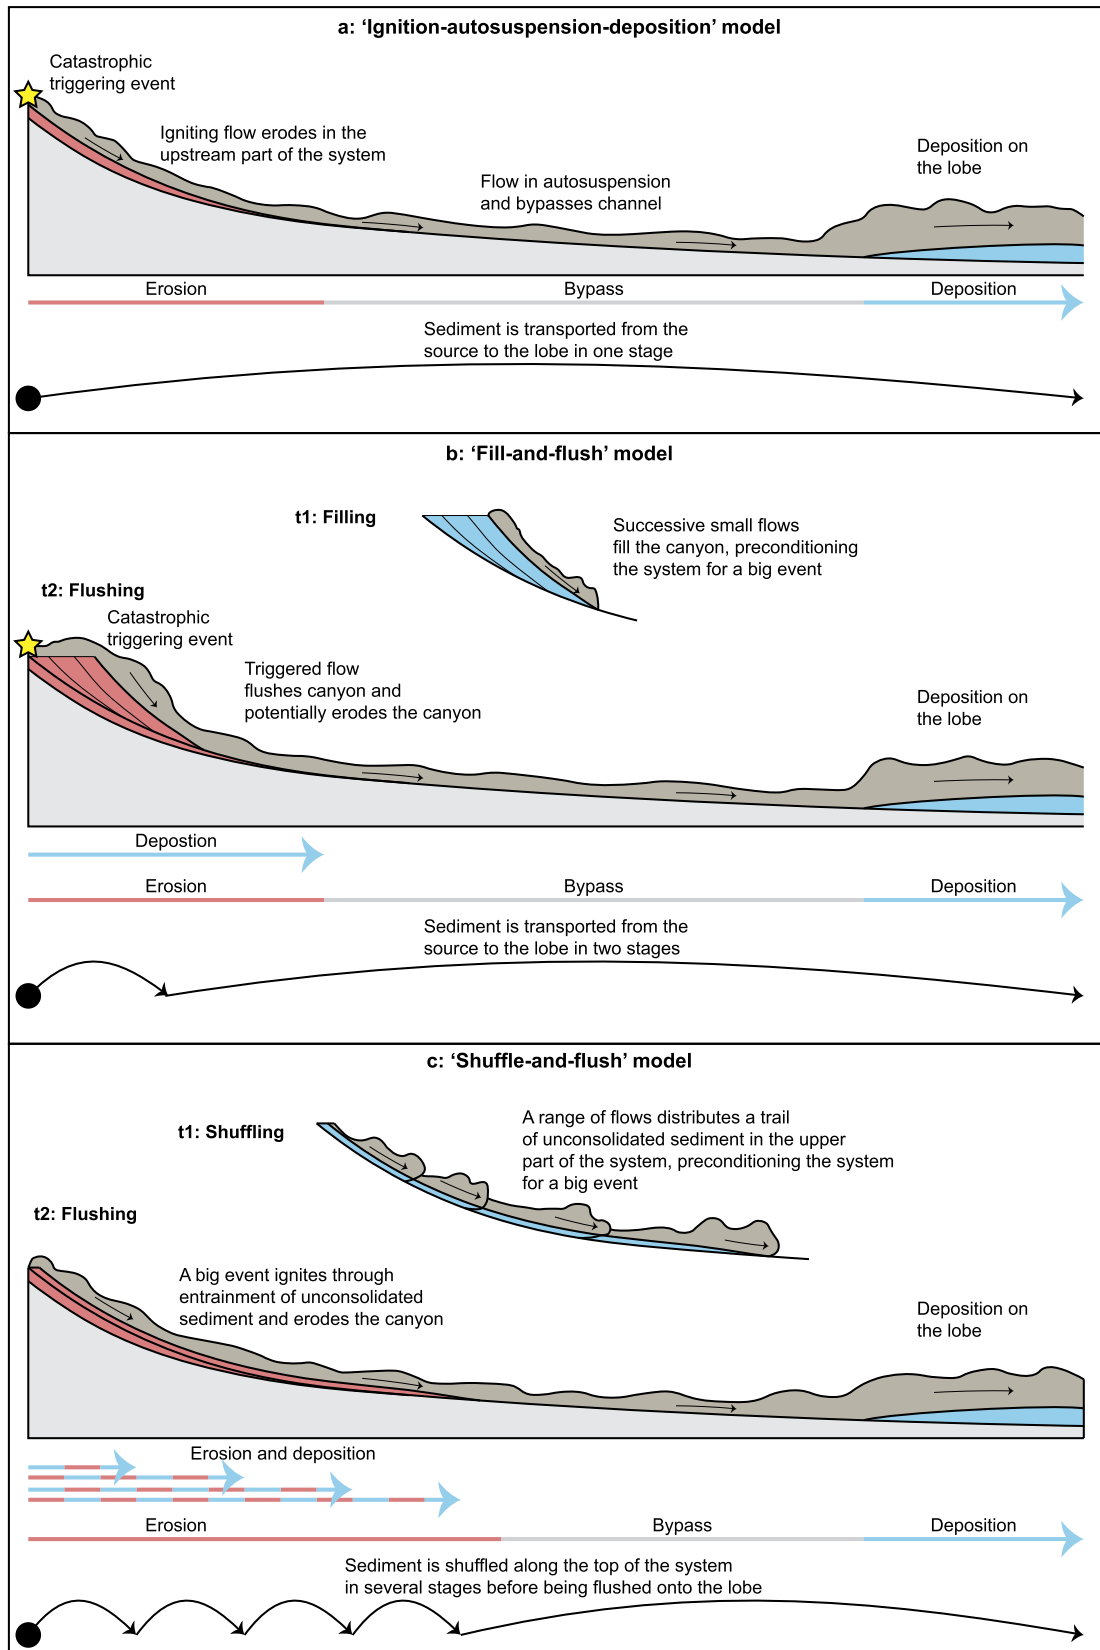 a: ‘Ignition-autosuspension-deposition’ model
Catastrophic
triggering event
Igniting flow erodes in the
upstream part of the system
Flow in autosuspension
and bypasses channel
Deposition on
the lobe
Erosion
Bypass
Deposition
Sediment is transported from the
source to the lobe in one stage
b: ‘Fill-and-flush’ model
t1: Filling
Successive small flows
fill the canyon, preconditioning
the system for a big event
t2: Flushing
Catastrophic
triggering event
Triggered flow
flushes canyon and
potentially erodes the canyon
Deposition on
the lobe
Depostion
Erosion
Bypass
Deposition
Sediment is transported from the
source to the lobe in two stages
c: ‘Shuffle-and-flush’ model
t1: Shuffling
A range of flows distributes a trail
of unconsolidated sediment in the upper
part of the system, preconditioning the system
for a big event
t2: Flushing
A big event ignites through
entrainment of unconsolidated
sediment and erodes the canyon
Deposition on
the lobe
Erosion and deposition
Erosion
Bypass
Deposition
Sediment is shuffled along the top of the system
in several stages before being flushed onto the lobe